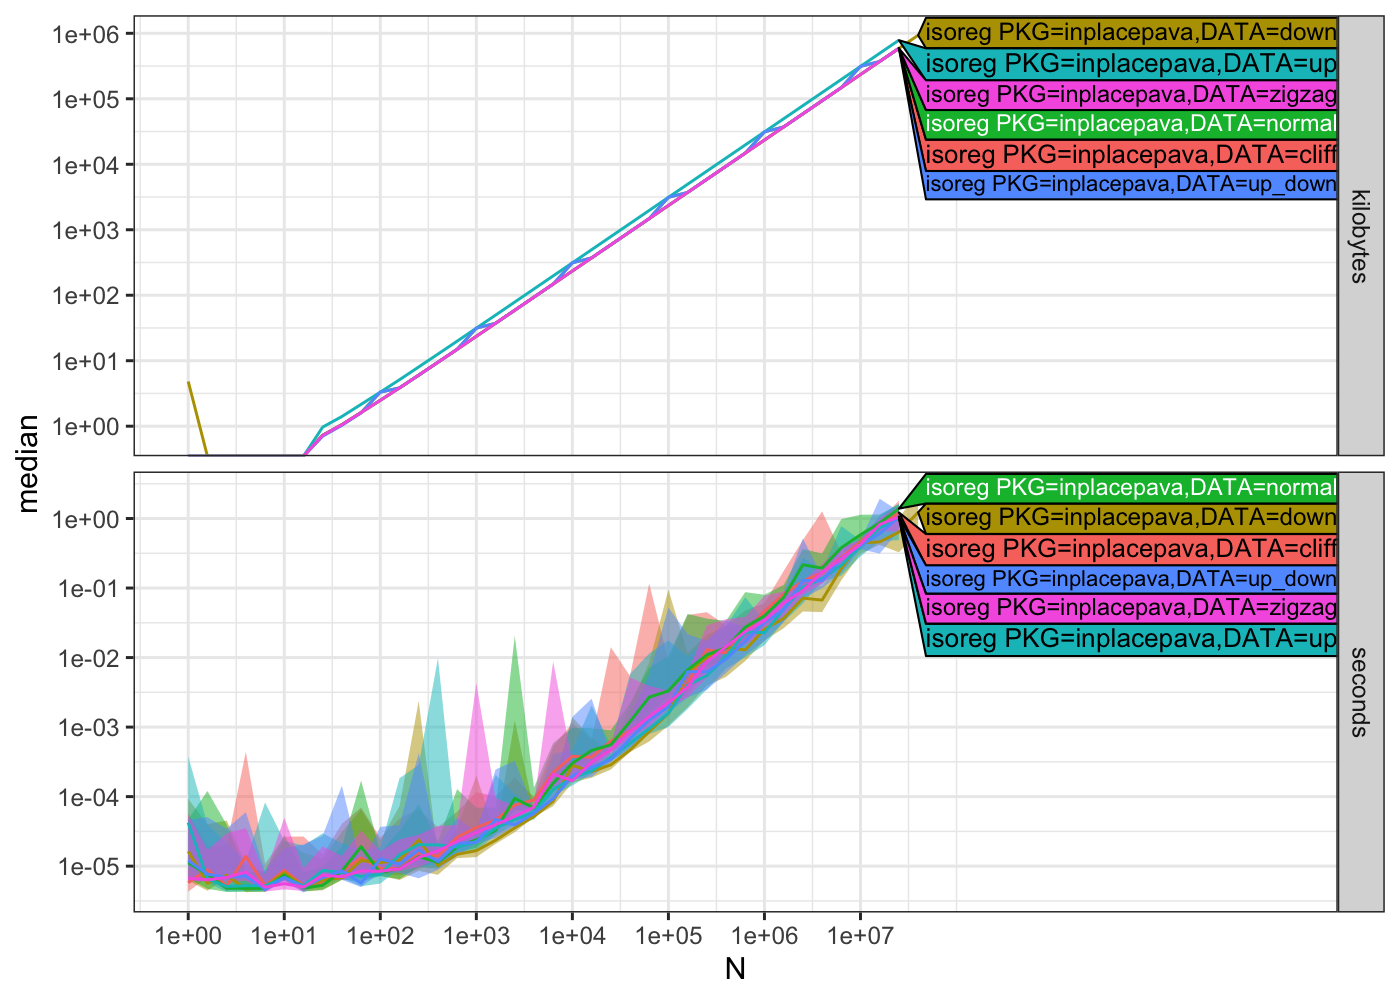 1e+06
1e+05
1e+04
1e+03
1e+02
1e+01
1e+00
isoreg PKG=inplacepava,DATA=down
isoreg PKG=inplacepava,DATA=up
isoreg PKG=inplacepava,DATA=zigzag
isoreg PKG=inplacepava,DATA=normal
isoreg PKG=inplacepava,DATA=cliff
isoreg PKG=inplacepava,DATA=up_down
kilobytes
median
1e+00
1e-01
1e-02
1e-03
1e-04
1e-05
isoreg PKG=inplacepava,DATA=normal
isoreg PKG=inplacepava,DATA=down
isoreg PKG=inplacepava,DATA=cliff
isoreg PKG=inplacepava,DATA=up_down
isoreg PKG=inplacepava,DATA=zigzag
isoreg PKG=inplacepava,DATA=up
seconds
1e+00 1e+01 1e+02 1e+03 1e+04 1e+05 1e+06 1e+07
N